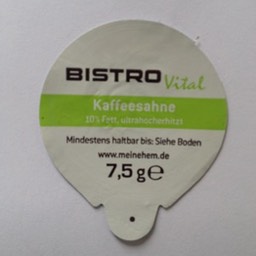 BISTRO Vital
Kaffeesahne
10% Fett, ultrahocherhitzt
Mindestens haltbar bis: Siehe Boden
www.meinehem.de
7,5 g℮